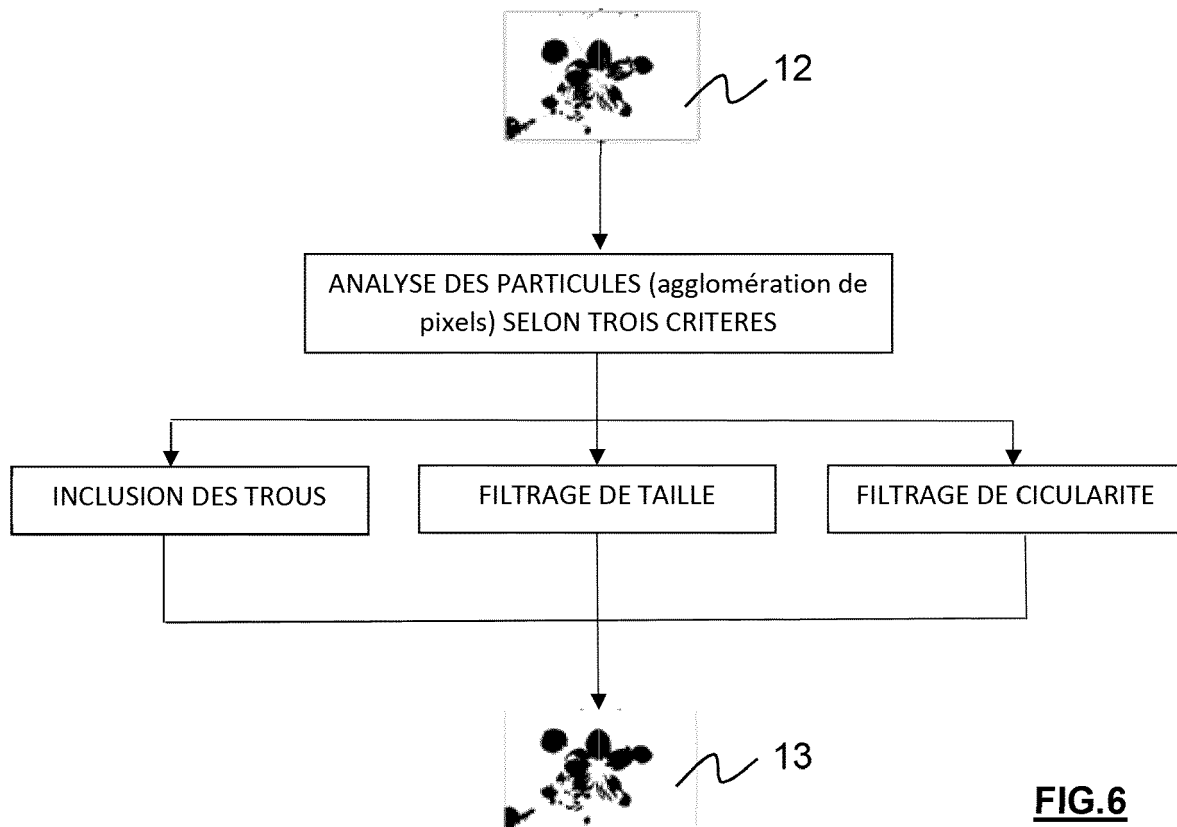 12
ANALYSE DES PARTICULES (agglomération de
pixels) SELON TROIS CRITERES
INCLUSION DES TROUS
FILTRAGE DE TAILLE
FILTRAGE DE CICULARITE
13
FIG.6